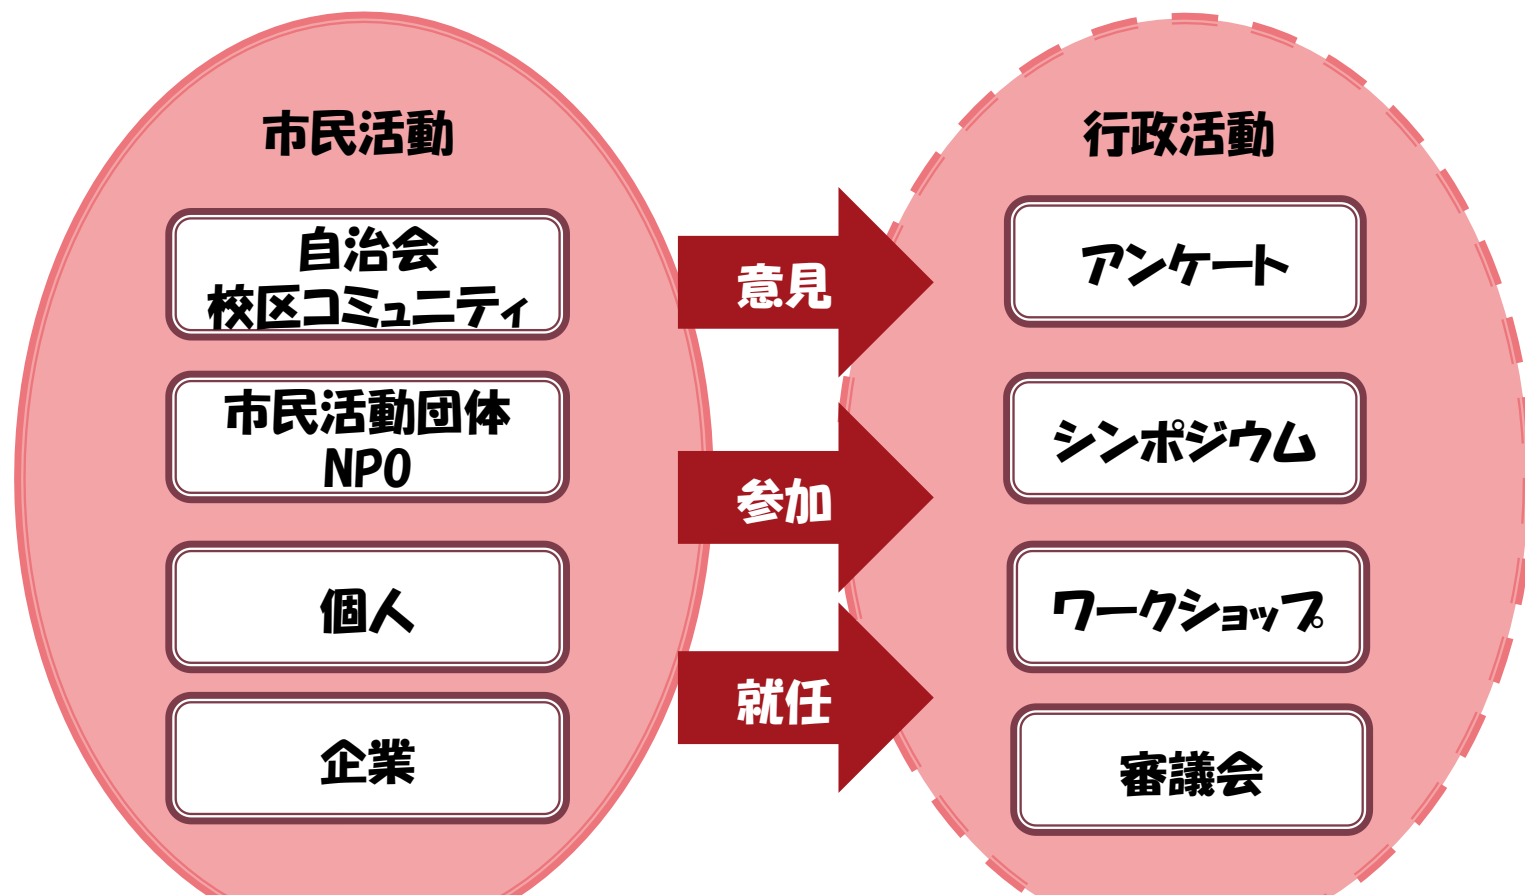 市民活動
自治会
校区コミュニティ
市民活動団体
NPO
個人
企業
意見
参加
就任
行政活動
アンケート
シンポジウム
ワークショップ
審議会